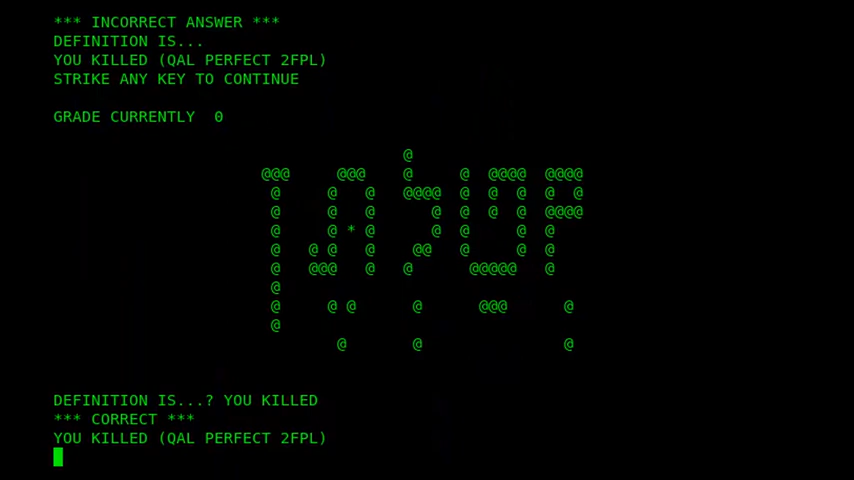 *** INCORRECT ANSWER ***
DEFINITION IS...
YOU KILLED (QAL PERFECT 2FPL)
STRIKE ANY KEY TO CONTINUE
GRADE CURRENTLY 0
קְטַלְתֶּן
DEFINITION IS...? YOU KILLED
*** CORRECT ***
YOU KILLED (QAL PERFECT 2FPL)